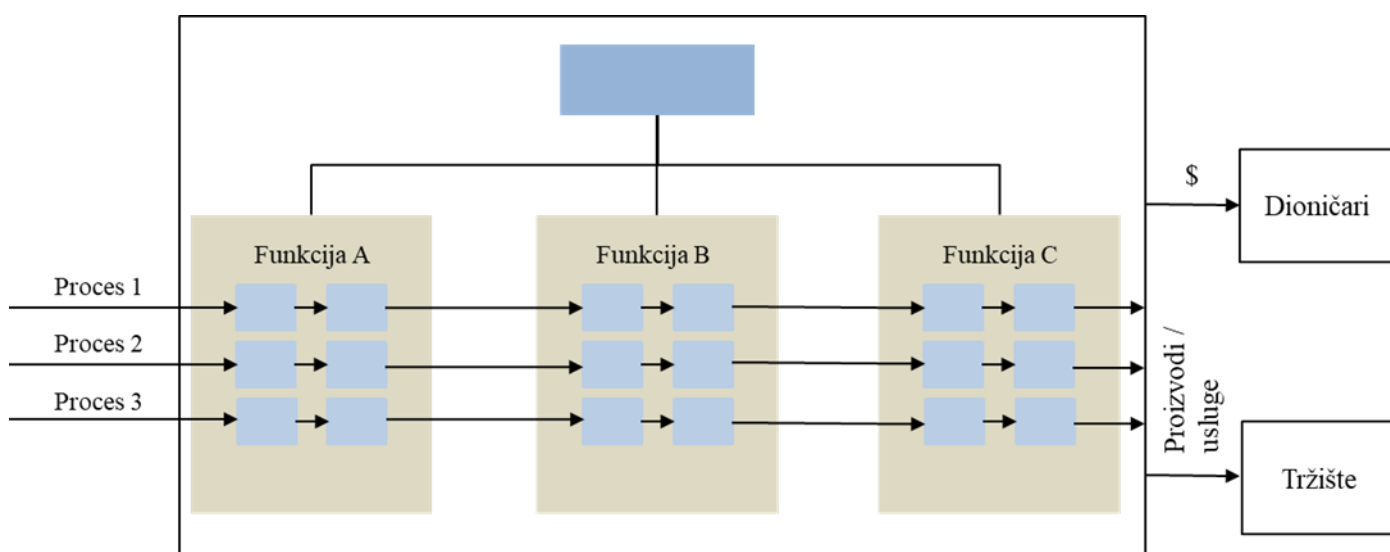 $
Dioničari
Funkcija A
Funkcija B
Funkcija C
Proces 1
Proces 2
Proces 3
Proizvodi /
usluge
Tržište